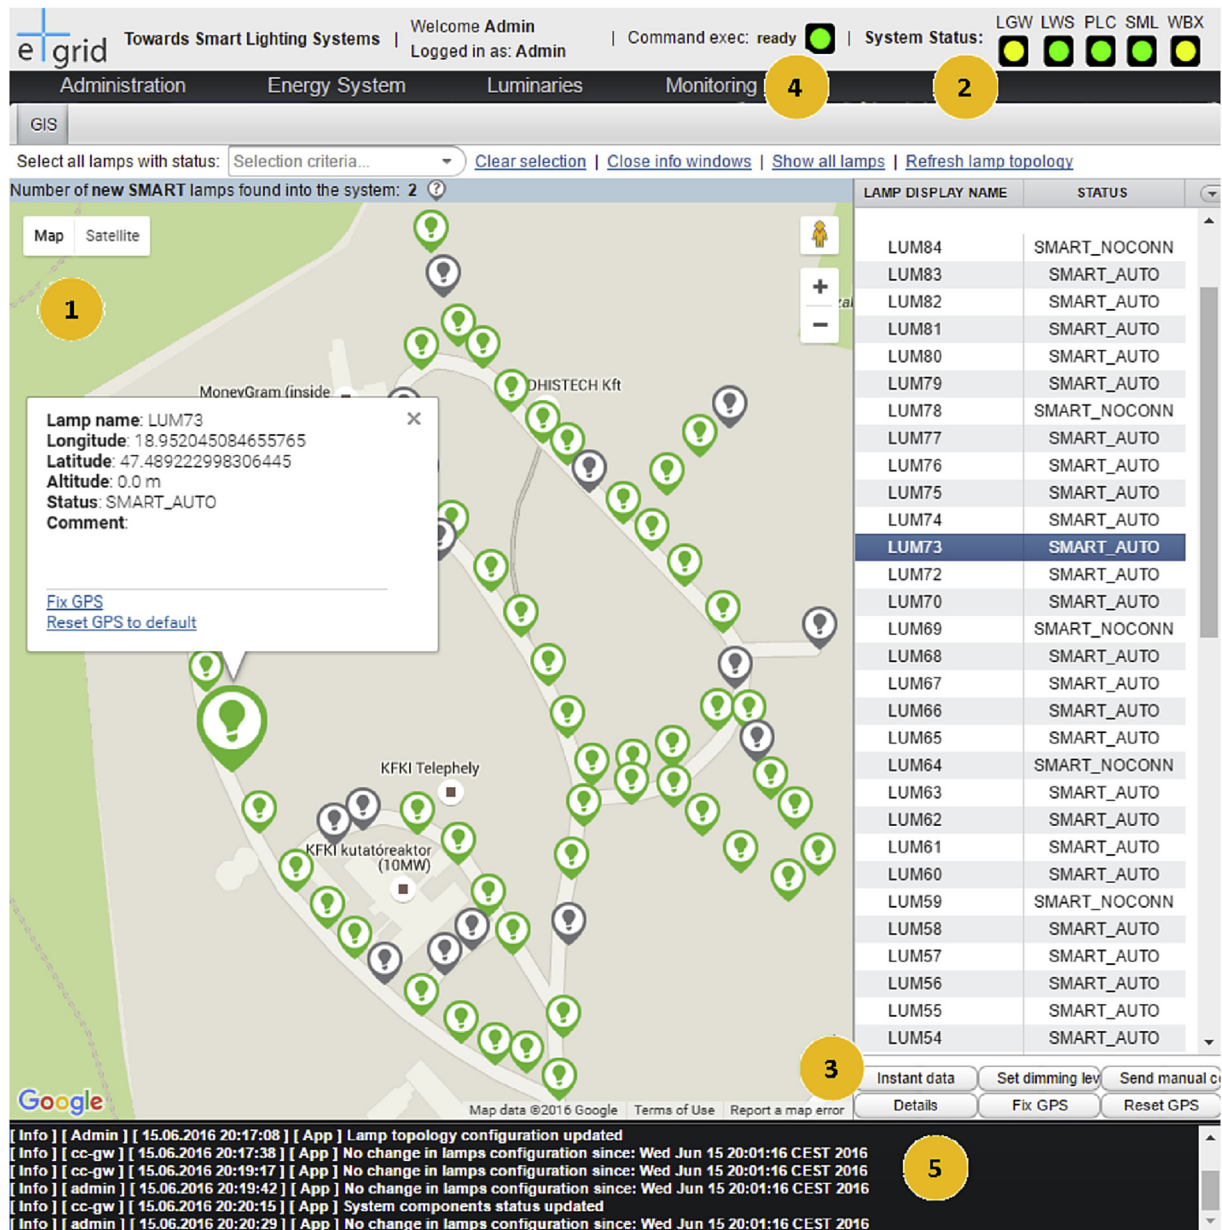 LGW LWS PLC SML WBX
e grid Towards Smart Lighting Systems | Welcome Admin | Command exec: ready | System Status:
Logged in as: Admin
4
2
Administration Energy System Luminaries Monitoring
GIS
Select all lamps with status: Selection criteria... Clear selection | Close info windows | Show all lamps | Refresh lamp topology
Number of new SMART lamps found into the system: 2 ?
Map Satellite
1
MoneyGram (inside
DHISTECH Kft
Lamp name: LUM73
Longitude: 18.952045084655765
Latitude: 47.489222998306445
Altitude: 0.0 m
Status: SMART_AUTO
Comment:
Fix GPS
Reset GPS to default
KFKI Telephely
KFKI kutatóreaktor
(10MW)
Google
Map data ©2016 Google Terms of Use Report a map error
LAMP DISPLAY NAME STATUS
LUM84 SMART_NOCONN
LUM83 SMART_AUTO
LUM82 SMART_AUTO
LUM81 SMART_AUTO
LUM80 SMART_AUTO
LUM79 SMART_AUTO
LUM78 SMART_NOCONN
LUM77 SMART_AUTO
LUM76 SMART_AUTO
LUM75 SMART_AUTO
LUM74 SMART_AUTO
LUM73 SMART_AUTO
LUM72 SMART_AUTO
LUM70 SMART_AUTO
LUM69 SMART_NOCONN
LUM68 SMART_AUTO
LUM67 SMART_AUTO
LUM66 SMART_AUTO
LUM65 SMART_AUTO
LUM64 SMART_NOCONN
LUM63 SMART_AUTO
LUM62 SMART_AUTO
LUM61 SMART_AUTO
LUM60 SMART_AUTO
LUM59 SMART_NOCONN
LUM58 SMART_AUTO
LUM57 SMART_AUTO
LUM56 SMART_AUTO
LUM55 SMART_AUTO
LUM54 SMART_AUTO
3
Instant data Set dimming lev Send manual c
Details Fix GPS Reset GPS
[ Info ] [ Admin ] [ 15.06.2016 20:17:08 ] [ App ] Lamp topology configuration updated
[ Info ] [ cc-gw ] [ 15.06.2016 20:17:38 ] [ App ] No change in lamps configuration since: Wed Jun 15 20:01:16 CEST 2016
[ Info ] [ cc-gw ] [ 15.06.2016 20:19:17 ] [ App ] No change in lamps configuration since: Wed Jun 15 20:01:16 CEST 2016
[ Info ] [ admin ] [ 15.06.2016 20:19:42 ] [ App ] No change in lamps configuration since: Wed Jun 15 20:01:16 CEST 2016
[ Info ] [ cc-gw ] [ 15.06.2016 20:20:15 ] [ App ] System components status updated
[ Info ] [ admin ] [ 15.06.2016 20:20:29 ] [ App ] No change in lamps configuration since: Wed Jun 15 20:01:16 CEST 2016
5